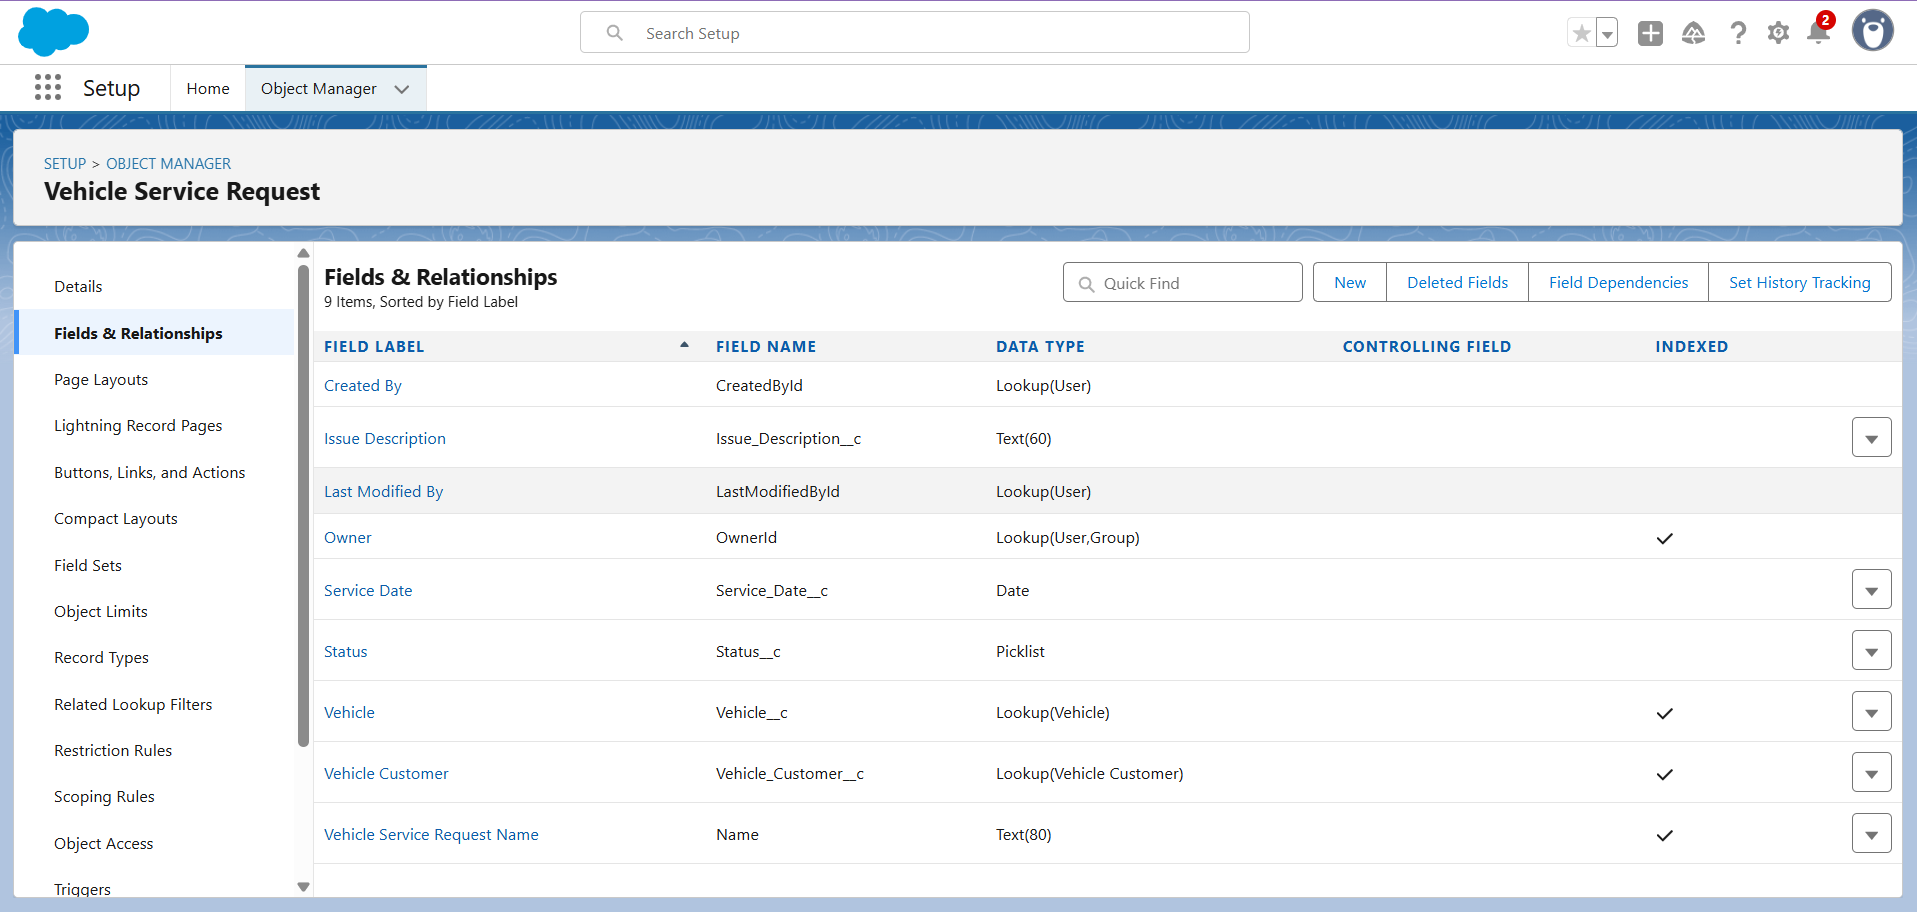 Search Setup
2
Setup
Home
Object Manager
SETUP > OBJECT MANAGER
Vehicle Service Request
Details
Fields & Relationships
Page Layouts
Lightning Record Pages
Buttons, Links, and Actions
Compact Layouts
Field Sets
Object Limits
Record Types
Related Lookup Filters
Restriction Rules
Scoping Rules
Object Access
Triggers
Fields & Relationships
9 Items, Sorted by Field Label
Quick Find
New Deleted Fields Field Dependencies Set History Tracking
FIELD LABEL FIELD NAME DATA TYPE CONTROLLING FIELD INDEXED
Created By CreatedById Lookup(User)
Issue Description Issue_Description__c Text(60)
Last Modified By LastModifiedById Lookup(User)
Owner OwnerId Lookup(User,Group)
Service Date Service_Date__c Date
Status Status__c Picklist
Vehicle Vehicle__c Lookup(Vehicle)
Vehicle Customer Vehicle_Customer__c Lookup(Vehicle Customer)
Vehicle Service Request Name Name Text(80)